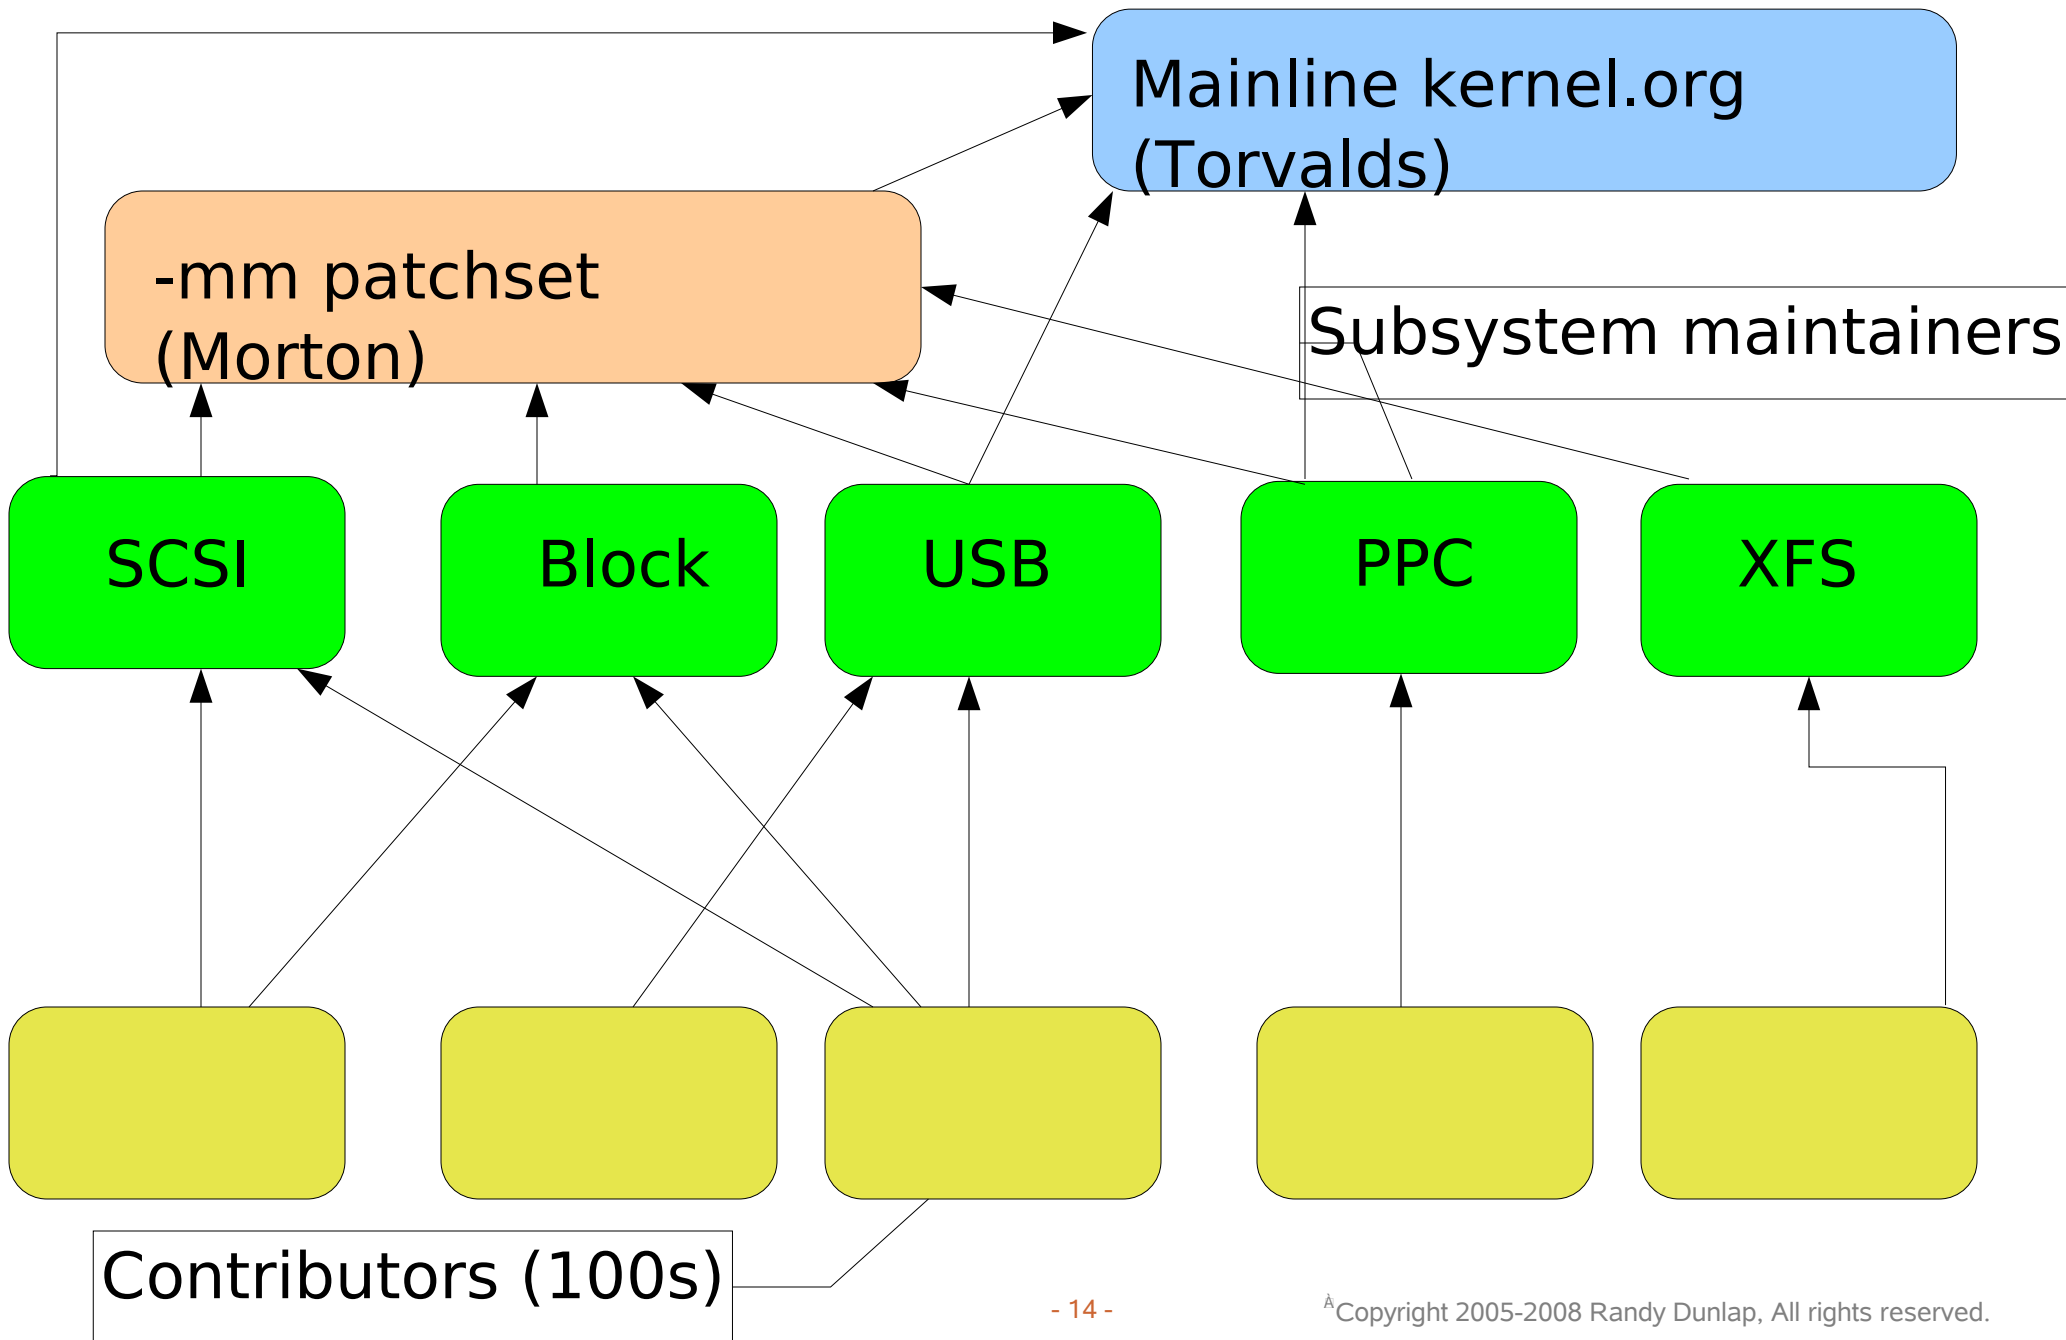 Mainline kernel.org
(Torvalds)
-mm patchset
(Morton)
Subsystem maintainers
SCSI
Block
USB
PPC
XFS
Contributors (100s)
- 14 -
ÀCopyright 2005-2008 Randy Dunlap, All rights reserved.